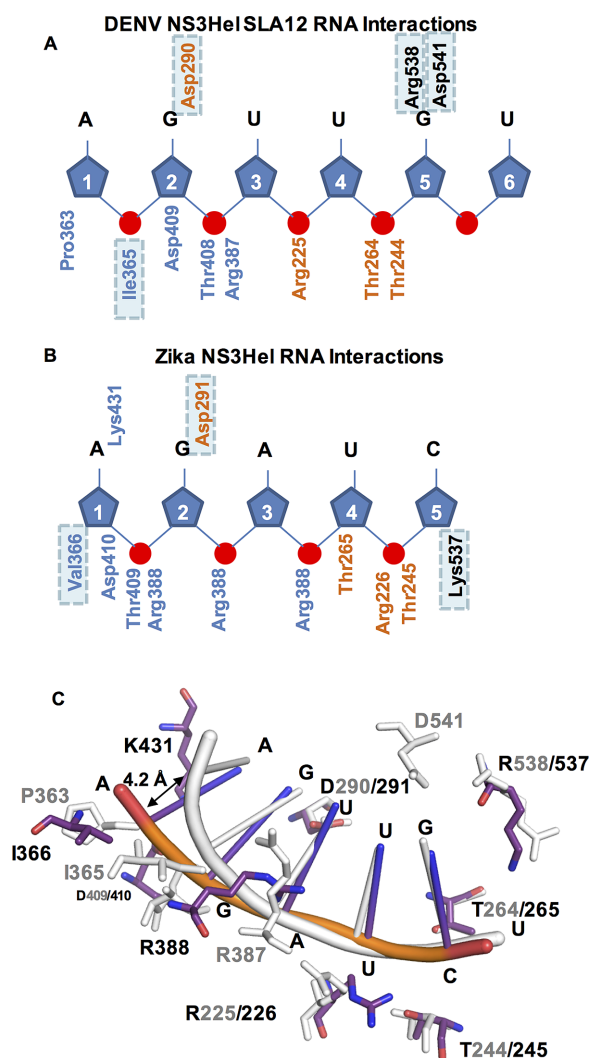 DENV NS3Hel SLA12 RNA Interactions
A
Asp290
Arg538
Asp541
A G U U G U
1 2 3 4 5 6
Pro363
Ile365
Asp409
Thr408
Arg387
Arg225
Thr264
Thr244
B
Zika NS3Hel RNA Interactions
Lys431
Asp291
A G A U C
1 2 3 4 5
Val366
Asp410
Thr409
Arg388
Arg388
Arg388
Thr265
Arg226
Thr245
Lys537
C
D541
K431
A
R538/537
A
4.2 Å
G
D290/291
P363
U
U
G
I366
I365
D409/410
T264/265
G
R388
R387
A
U
U
C
R225/226
T244/245